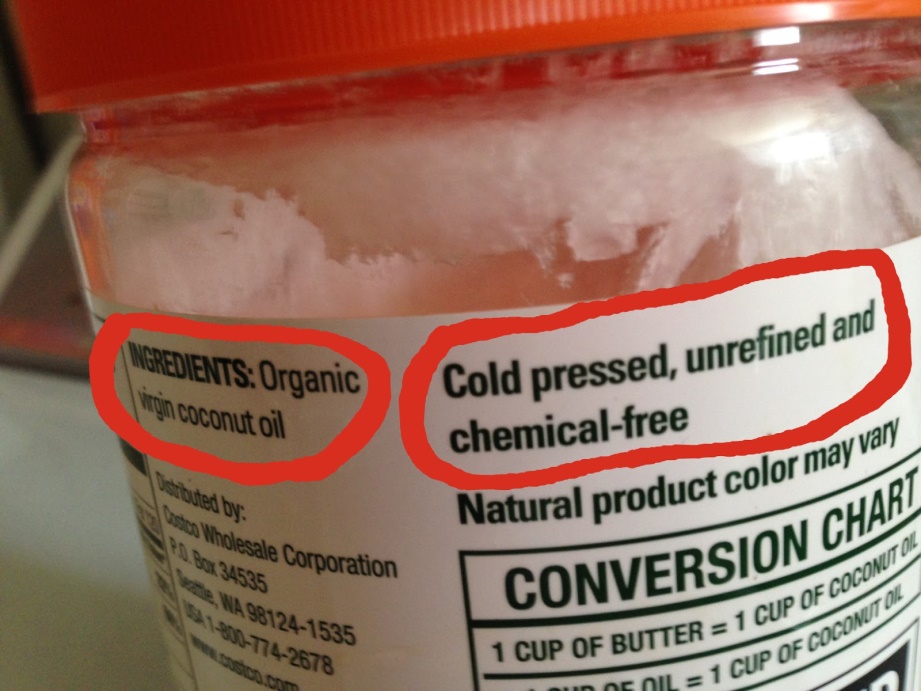 INGREDIENTS: Organic
virgin coconut oil
Distributed by:
Costco Wholesale Corporation
P.O. Box 34535
Seattle, WA 98124-1535
USA 1-800-774-2678
www.costco.com
Cold pressed, unrefined and
chemical-free
Natural product color may vary
CONVERSION CHART
1 CUP OF BUTTER = 1 CUP OF COCONUT OIL
CUP OF OIL = 1 CUP OF COCONUT OIL